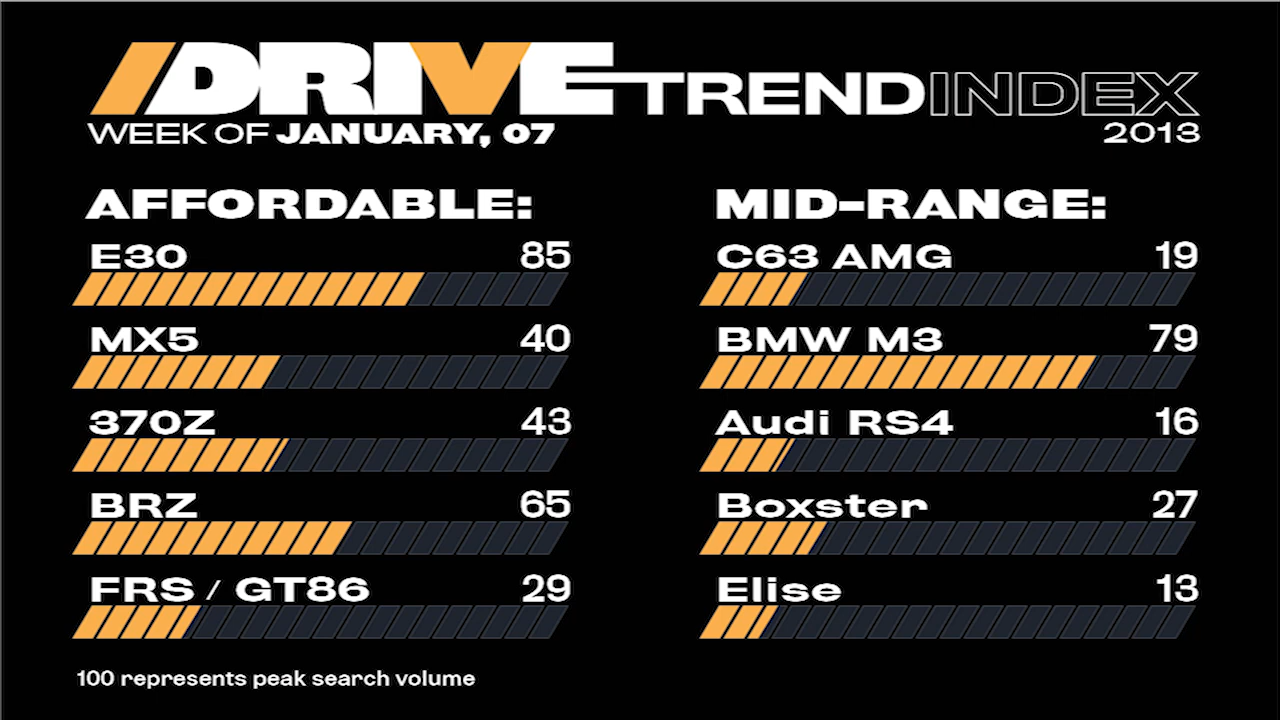 DRIVE TREND INDEX
WEEK OF JANUARY, 07
2013
AFFORDABLE:
E30 85
MX5 40
370Z 43
BRZ 65
FRS / GT86 29
MID-RANGE:
C63 AMG 19
BMW M3 79
Audi RS4 16
Boxster 27
Elise 13
100 represents peak search volume